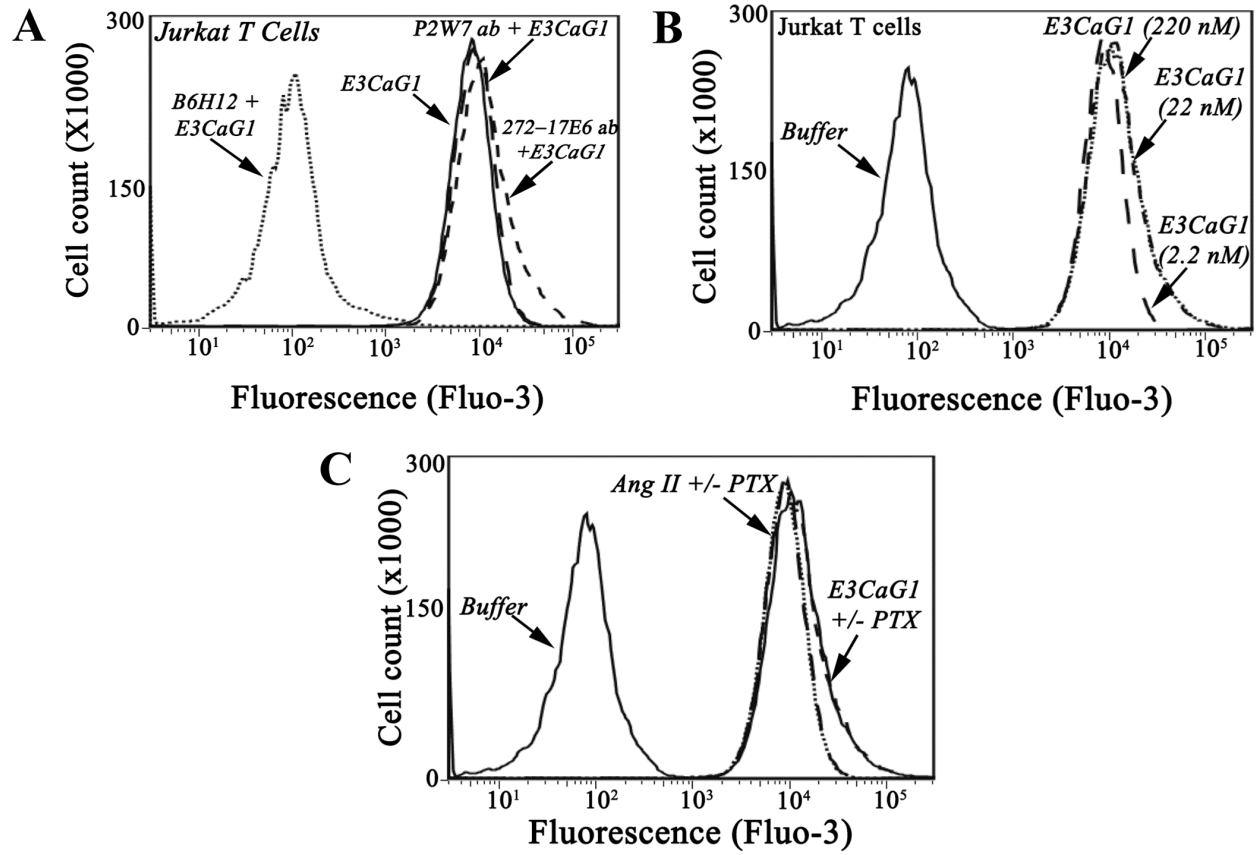 A
300
150
0
Cell count (X1000)
Jurkat T Cells
B6H12 +
E3CaG1
E3CaG1
P2W7 ab + E3CaG1
272–17E6 ab
+E3CaG1
10¹ 10² 10³ 10⁴ 10⁵
Fluorescence (Fluo-3)
B
300
150
0
Cell count (x1000)
Jurkat T cells
Buffer
E3CaG1 (220 nM)
E3CaG1
(22 nM)
E3CaG1
(2.2 nM)
10¹ 10² 10³ 10⁴ 10⁵
Fluorescence (Fluo-3)
C
300
150
0
Cell count (x1000)
Buffer
Ang II +/- PTX
E3CaG1
+/- PTX
10¹ 10² 10³ 10⁴ 10⁵
Fluorescence (Fluo-3)